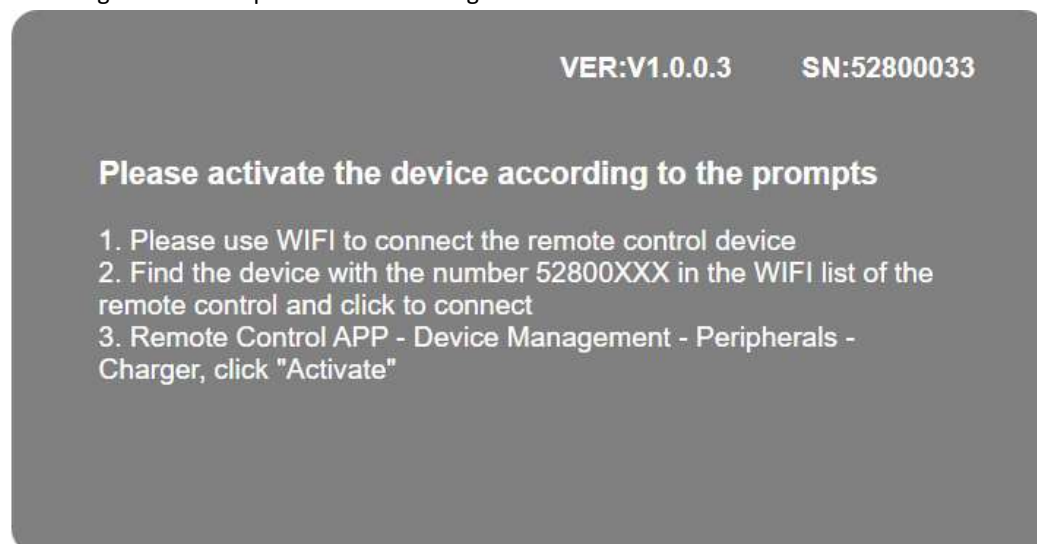 VER:V1.0.0.3 SN:52800033
Please activate the device according to the prompts
1. Please use WIFI to connect the remote control device
2. Find the device with the number 52800XXX in the WIFI list of the
remote control and click to connect
3. Remote Control APP - Device Management - Peripherals -
Charger, click "Activate"